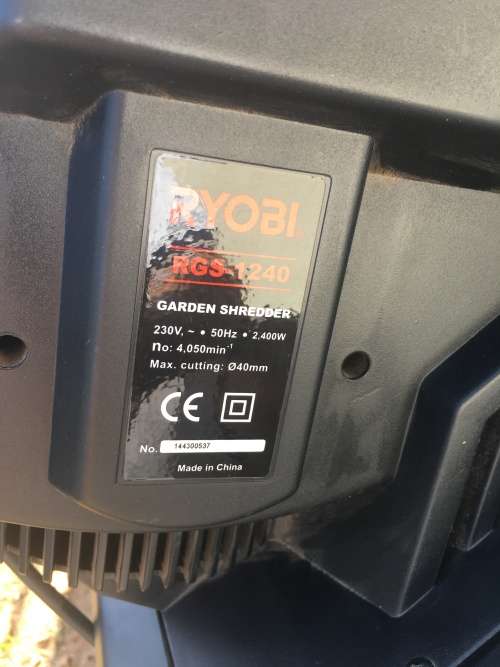 RYOBI
RGS-1240
GARDEN SHREDDER
230V, ~ • 50Hz • 2,400W
no: 4,050min⁻¹
Max. cutting: Ø40mm
CE
No. 144300537
Made in China